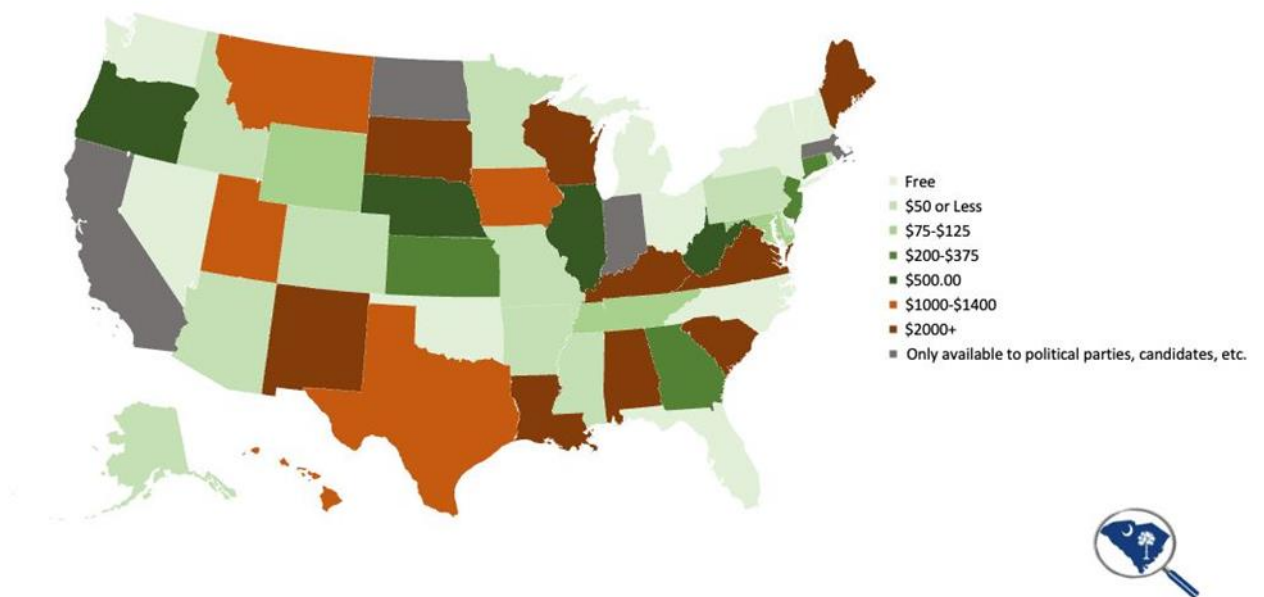 Free
$50 or Less
$75-$125
$200-$375
$500.00
$1000-$1400
$2000+
Only available to political parties, candidates, etc.